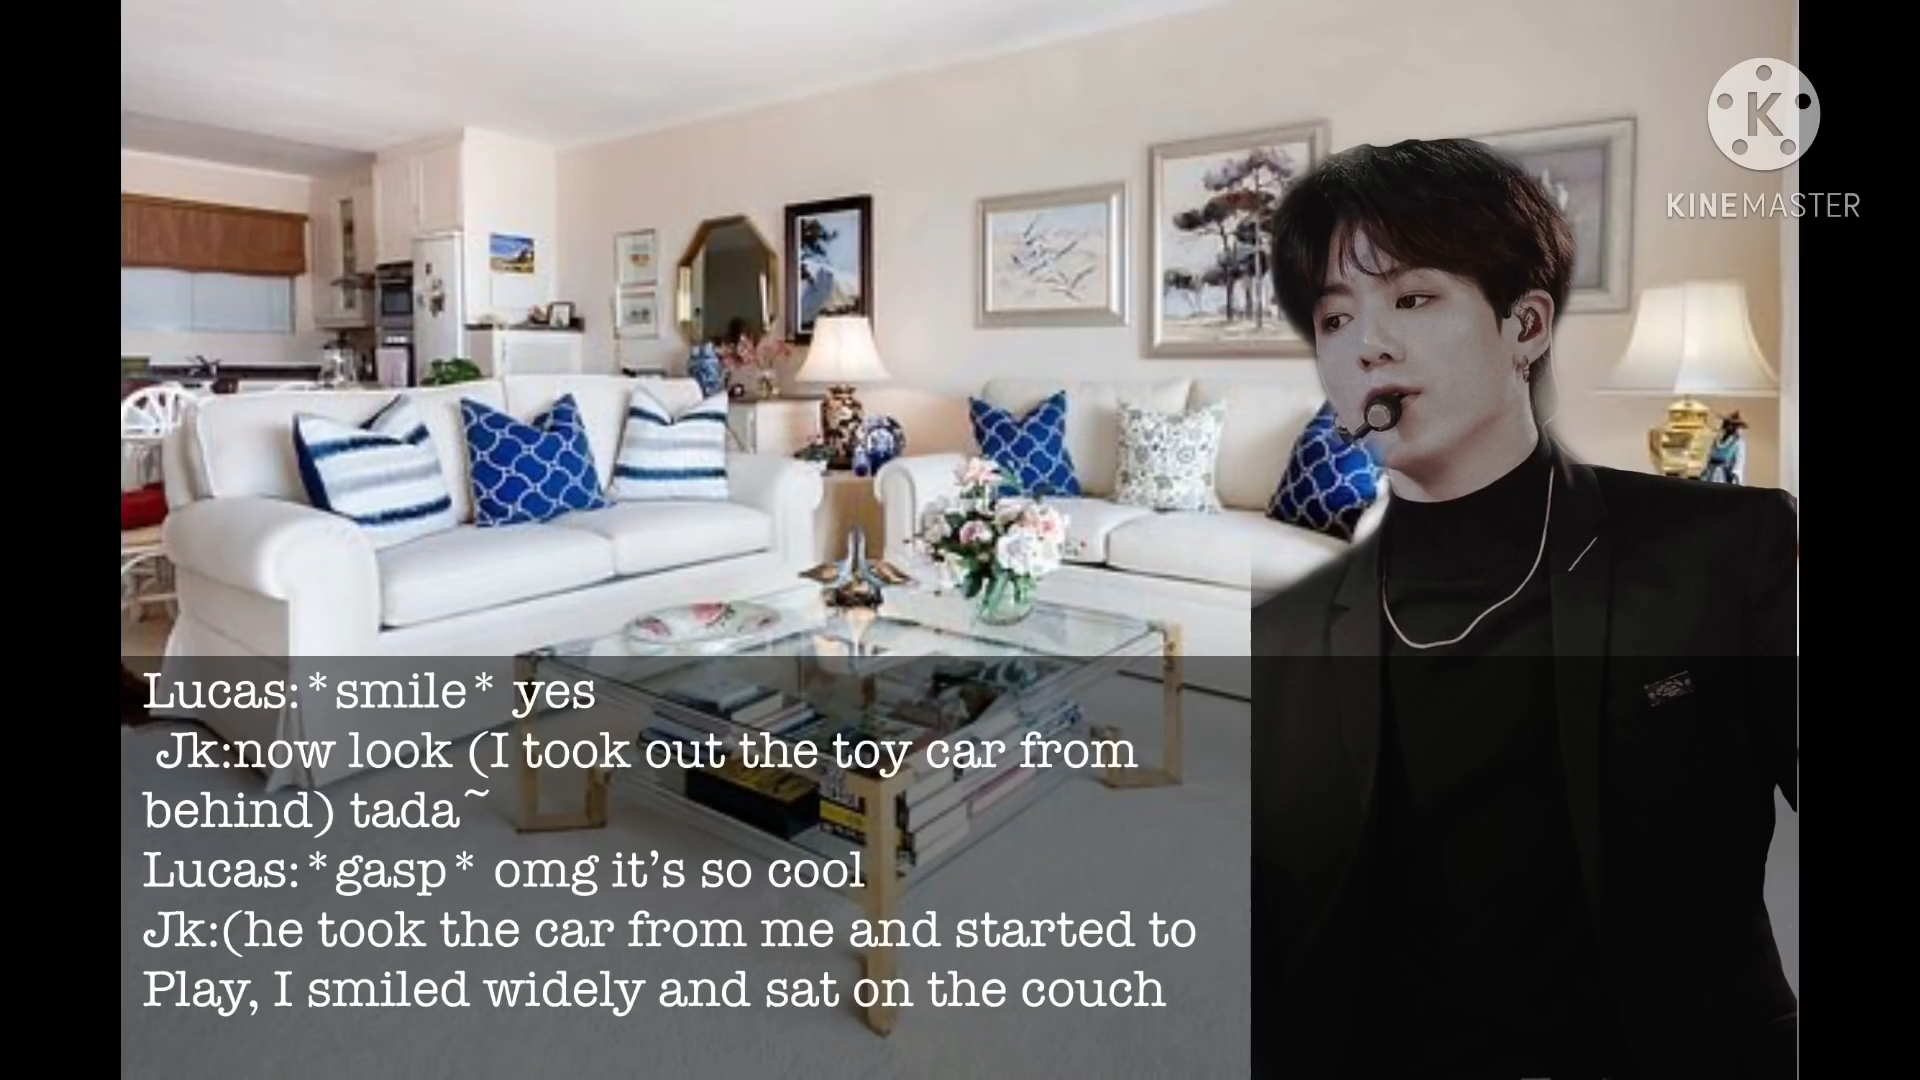 K
KINEMASTER
Lucas:*smile* yes
Jk:now look (I took out the toy car from
behind) tada~
Lucas:*gasp* omg it's so cool
Jk:(he took the car from me and started to
Play, I smiled widely and sat on the couch